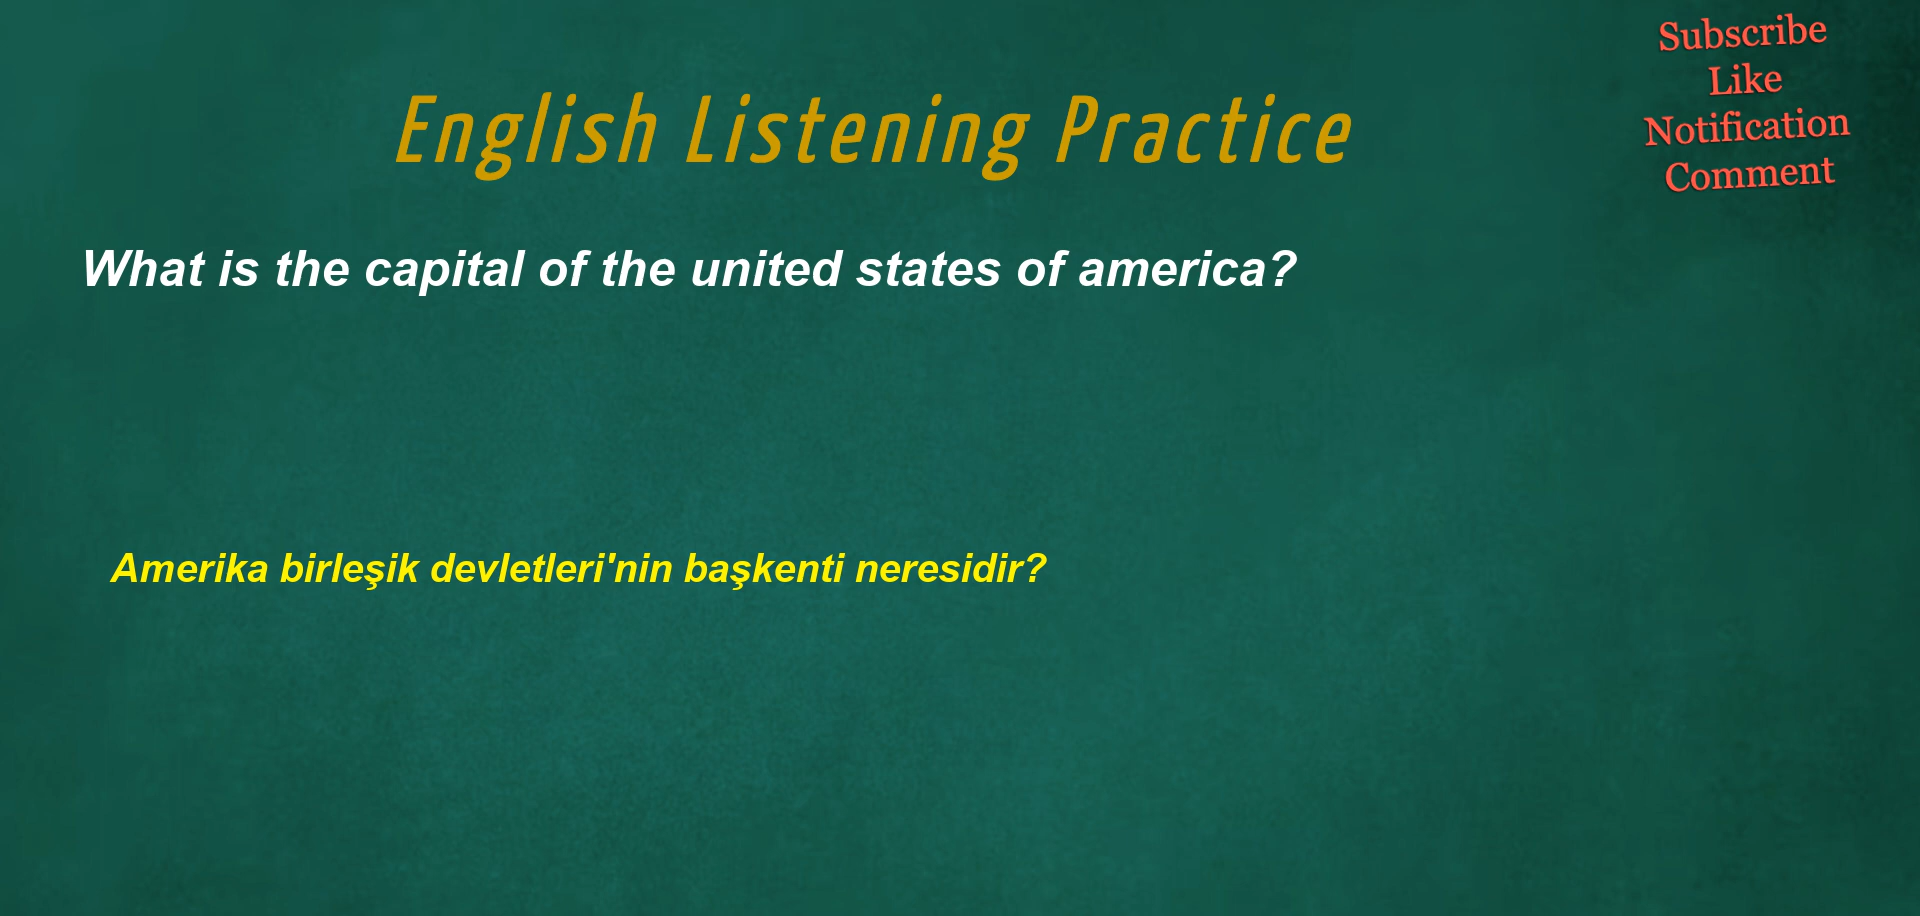 Subscribe
Like
Notification
Comment
English Listening Practice
What is the capital of the united states of america?
Amerika birleşik devletleri'nin başkenti neresidir?